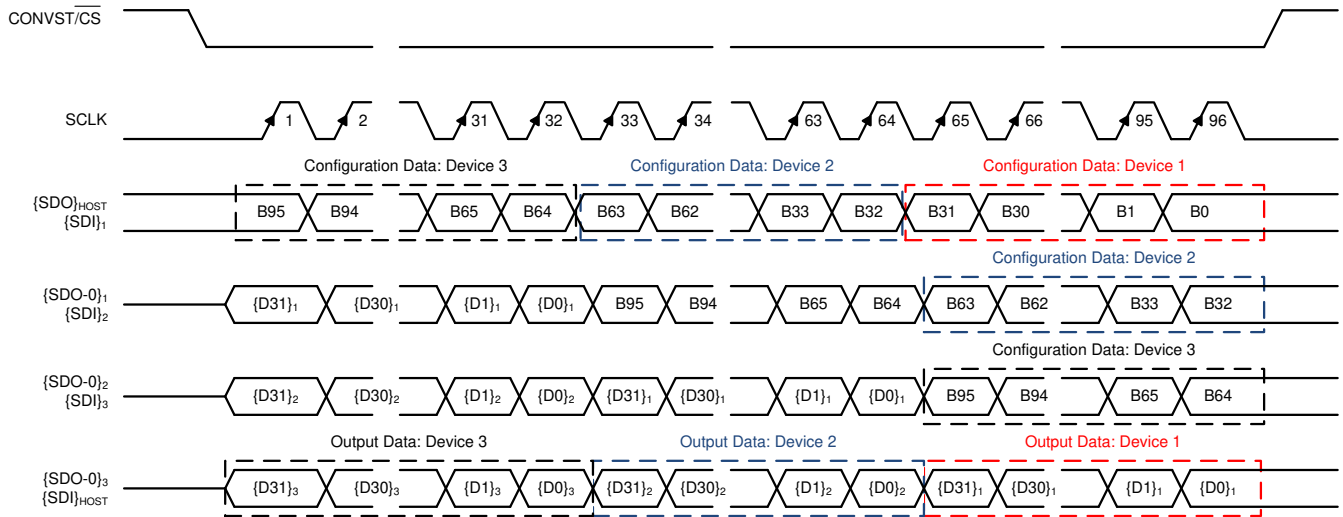 CONVST/CS
SCLK
1 2 31 32 33 34 63 64 65 66 95 96
Configuration Data: Device 3 Configuration Data: Device 2 Configuration Data: Device 1
{SDO}HOST
{SDI}1
B95 B94 B65 B64 B63 B62 B33 B32 B31 B30 B1 B0
Configuration Data: Device 2
{SDO-0}1
{SDI}2
{D31}1 {D30}1 {D1}1 {D0}1 B95 B94 B65 B64 B63 B62 B33 B32
Configuration Data: Device 3
{SDO-0}2
{SDI}3
{D31}2 {D30}2 {D1}2 {D0}2 {D31}1 {D30}1 {D1}1 {D0}1 B95 B94 B65 B64
Output Data: Device 3 Output Data: Device 2 Output Data: Device 1
{SDO-0}3
{SDI}HOST
{D31}3 {D30}3 {D1}3 {D0}3 {D31}2 {D30}2 {D1}2 {D0}2 {D31}1 {D30}1 {D1}1 {D0}1